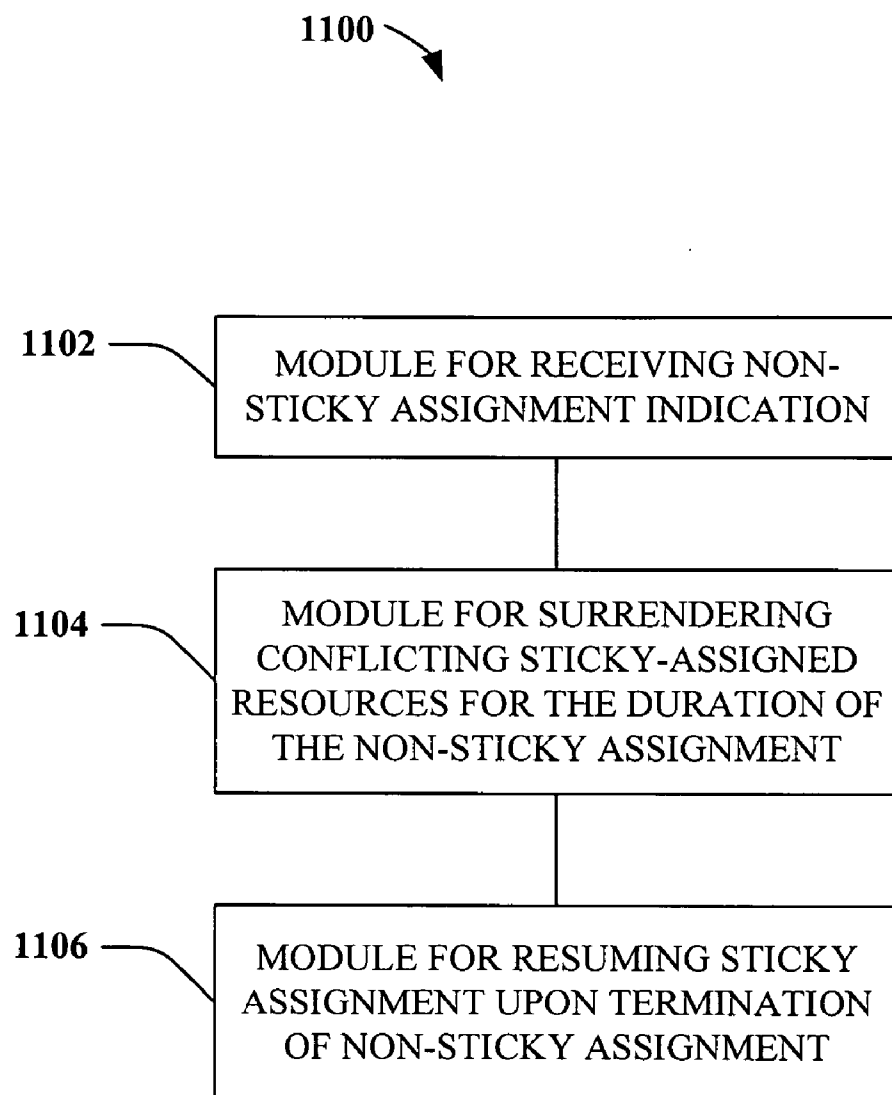 1100
1102
MODULE FOR RECEIVING NON-
STICKY ASSIGNMENT INDICATION
1104
MODULE FOR SURRENDERING
CONFLICTING STICKY-ASSIGNED
RESOURCES FOR THE DURATION OF
THE NON-STICKY ASSIGNMENT
1106
MODULE FOR RESUMING STICKY
ASSIGNMENT UPON TERMINATION
OF NON-STICKY ASSIGNMENT